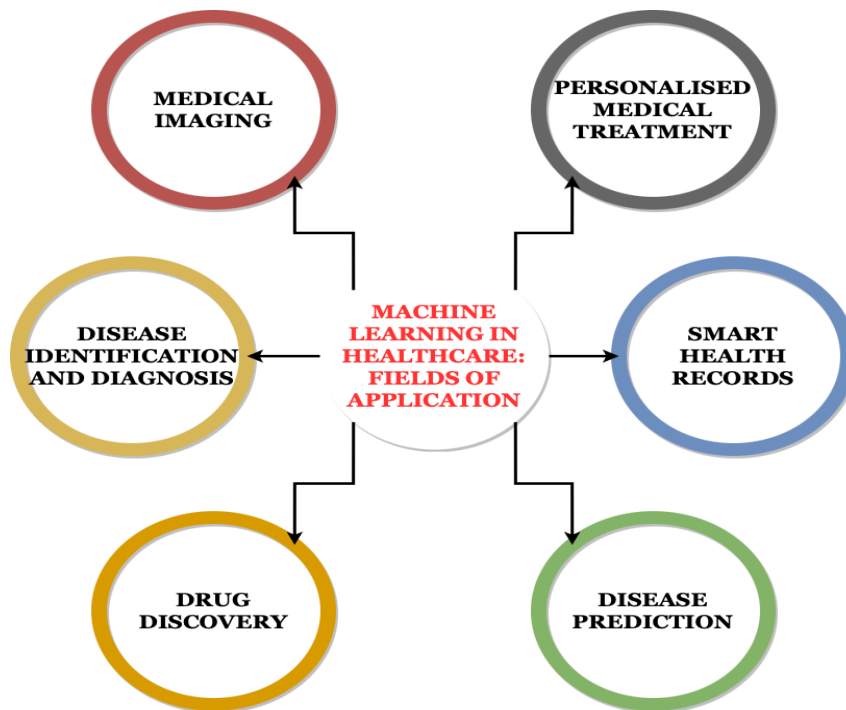 MEDICAL
IMAGING
PERSONALISED
MEDICAL
TREATMENT
DISEASE
IDENTIFICATION
AND DIAGNOSIS
MACHINE
LEARNING IN
HEALTHCARE:
FIELDS OF
APPLICATION
SMART
HEALTH
RECORDS
DRUG
DISCOVERY
DISEASE
PREDICTION